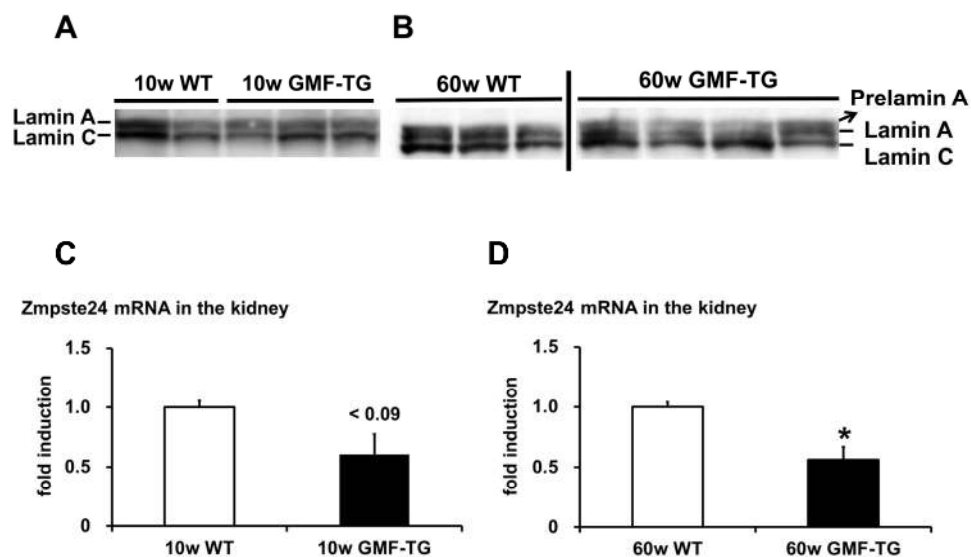 A
B
10w WT 10w GMF-TG
60w WT
60w GMF-TG
Prelamin A
Lamin A
Lamin C
Lamin A
Lamin C
C
Zmpste24 mRNA in the kidney
fold induction
1.5
1.0
0.5
0
< 0.09
10w WT
10w GMF-TG
D
Zmpste24 mRNA in the kidney
fold induction
1.5
1.0
0.5
0
*
60w WT
60w GMF-TG